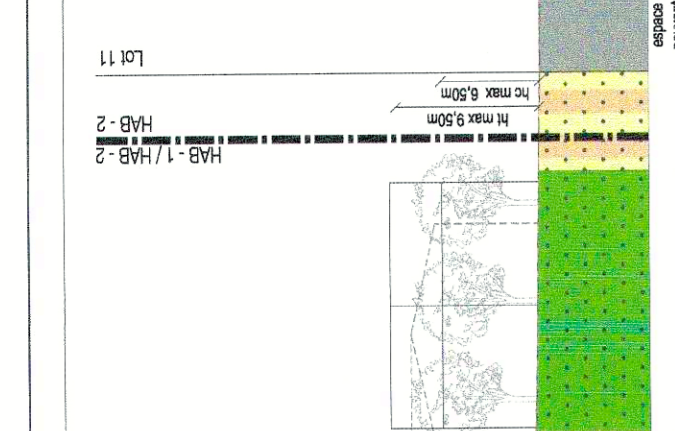 Lot 11
hc max 6,50m
ht max 9,50m
HAB - 2
HAB - 1 / HAB - 2
espace